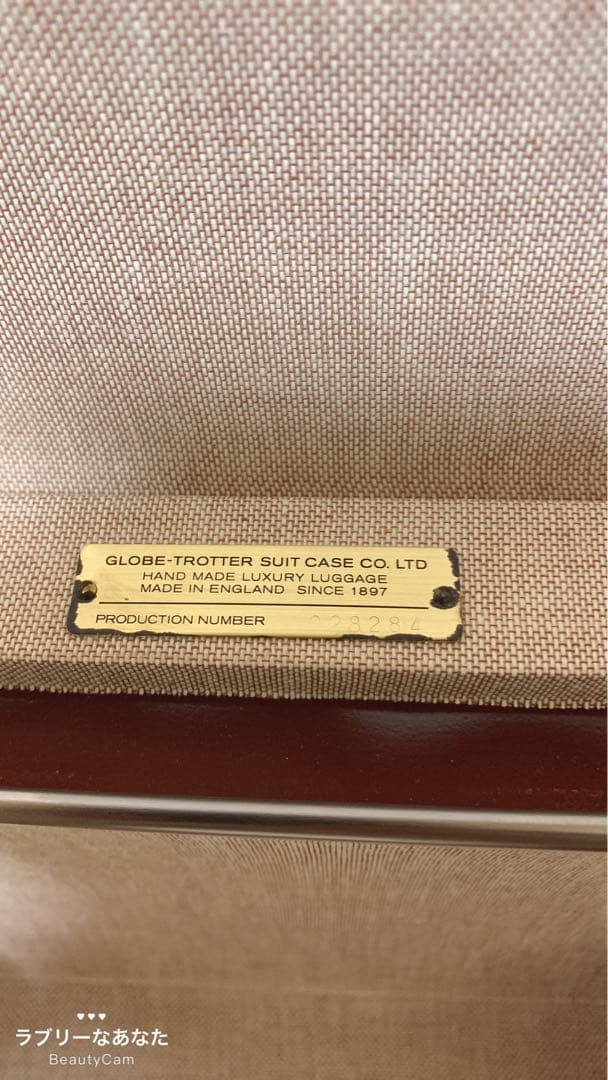 GLOBE-TROTTER SUIT CASE CO. LTD
HAND MADE LUXURY LUGGAGE
MADE IN ENGLAND SINCE 1897
PRODUCTION NUMBER
ラブリーなあなた
BeautyCam